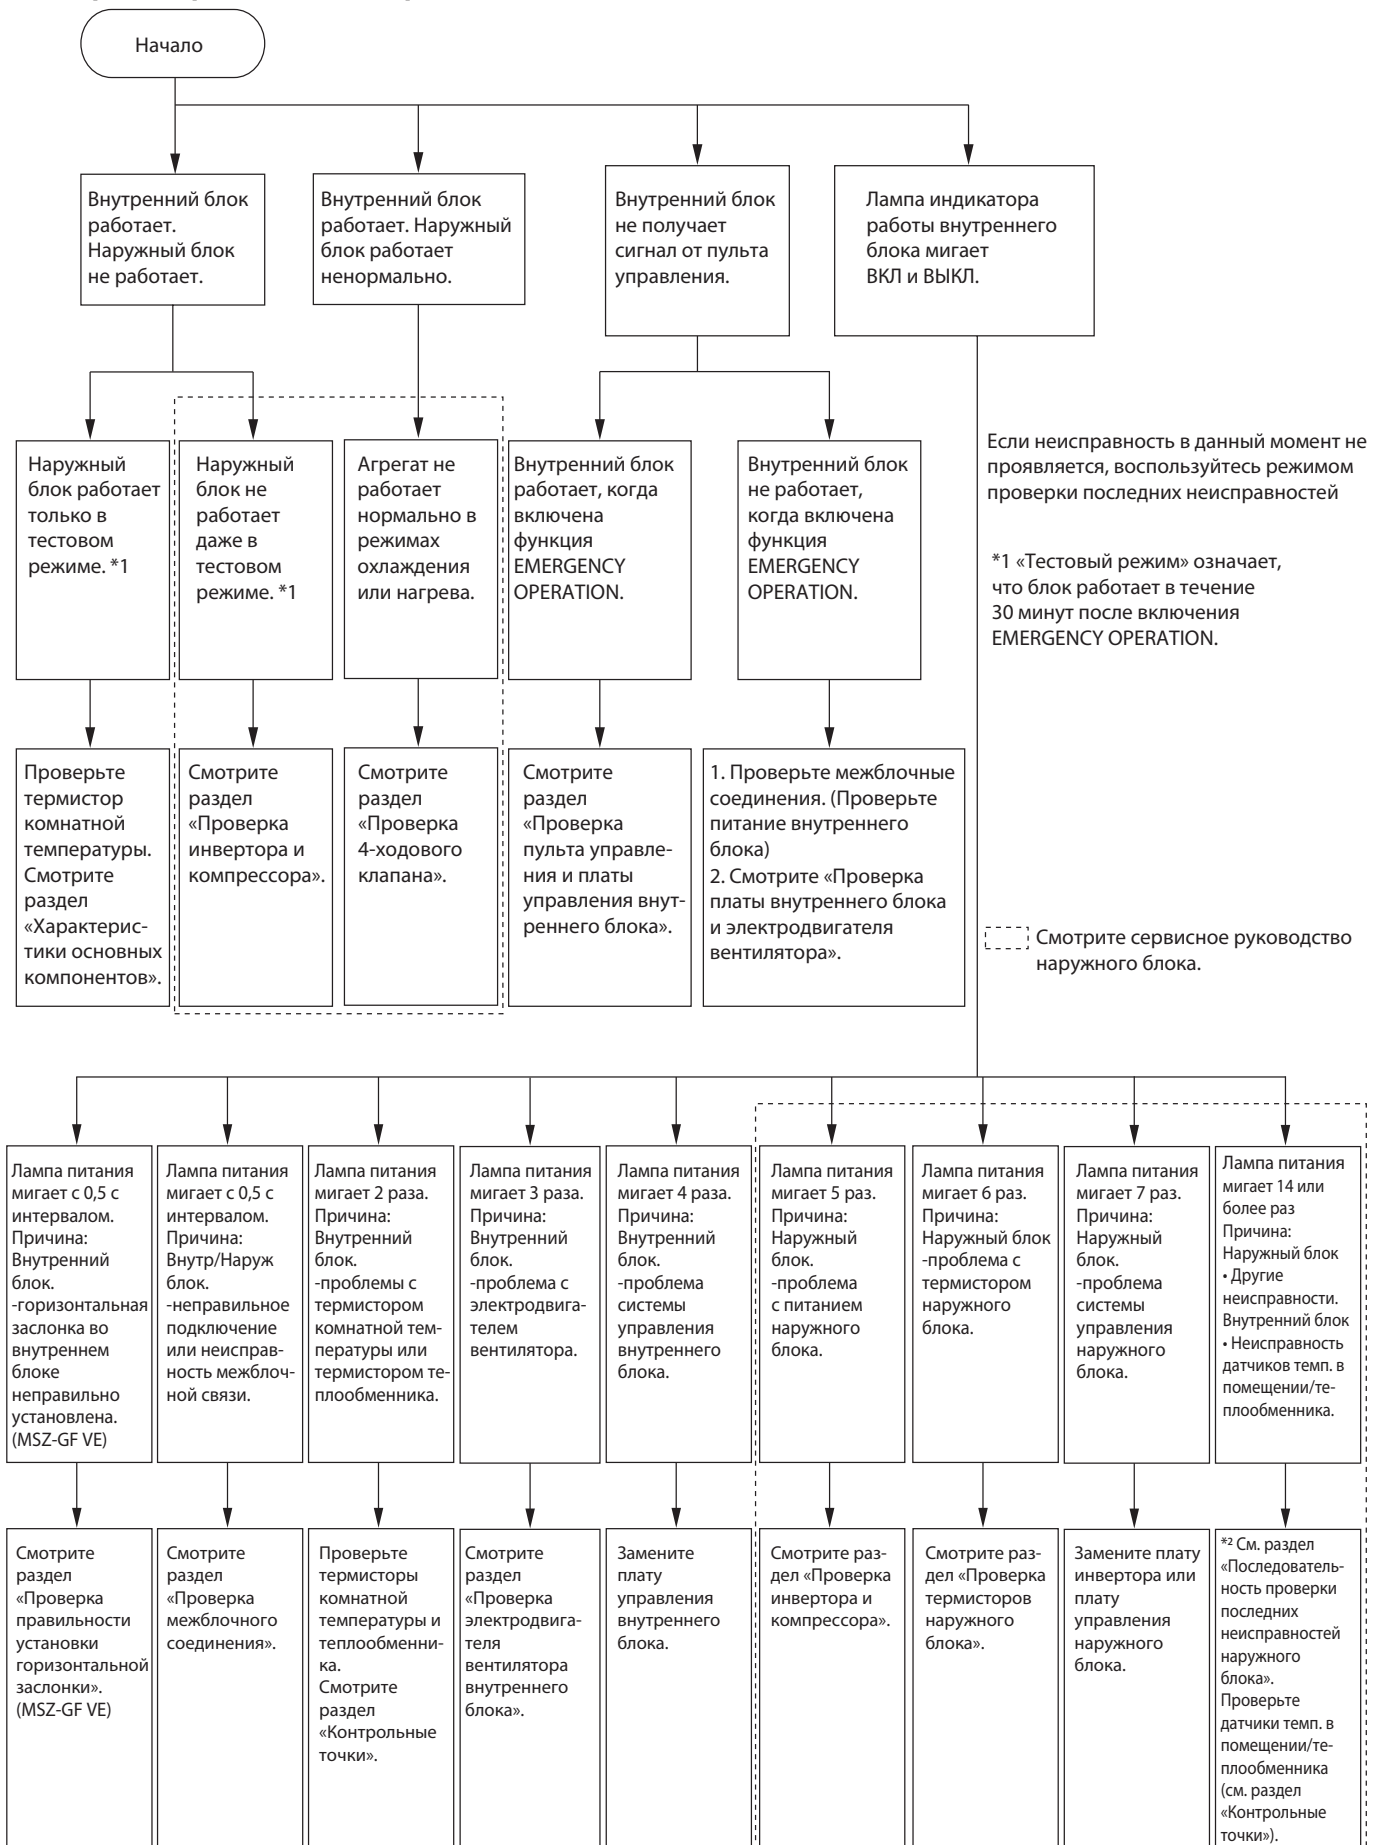 Начало
Внутренний блок
работает.
Наружный блок
не работает.
Внутренний блок
работает. Наружный
блок работает
ненормально.
Внутренний блок
не получает
сигнал от пульта
управления.
Лампа индикатора
работы внутреннего
блока мигает
ВКЛ и ВЫКЛ.
Наружный
блок работает
только в
тестовом
режиме. *1
Наружный
блок не
работает
даже в
тестовом
режиме. *1
Агрегат не
работает
нормально в
режимах
охлаждения
или нагрева.
Внутренний блок
работает, когда
включена
функция
EMERGENCY
OPERATION.
Внутренний блок
не работает,
когда включена
функция
EMERGENCY
OPERATION.
Если неисправность в данный момент не
проявляется, воспользуйтесь режимом
проверки последних неисправностей
*1 «Тестовый режим» означает,
что блок работает в течение
30 минут после включения
EMERGENCY OPERATION.
Проверьте
термистор
комнатной
температуры.
Смотрите
раздел
«Характерис-
тики основных
компонентов».
Смотрите
раздел
«Проверка
инвертора и
компрессора».
Смотрите
раздел
«Проверка
4-ходового
клапана».
Смотрите
раздел
«Проверка
пульта управле-
ния и платы
управления внут-
реннего блока».
1. Проверьте межблочные
соединения. (Проверьте
питание внутреннего
блока)
2. Смотрите «Проверка
платы внутреннего блока
и электродвигателя
вентилятора».
Смотрите сервисное руководство
наружного блока.
Лампа питания
мигает с 0,5 с
интервалом.
Причина:
Внутренний
блок.
-горизонтальная
заслонка во
внутреннем
блоке
неправильно
установлена.
(MSZ-GF VE)
Лампа питания
мигает с 0,5 с
интервалом.
Причина:
Внутр/Наруж
блок.
-неправильное
подключение
или неисправ-
ность межблоч-
ной связи.
Лампа питания
мигает 2 раза.
Причина:
Внутренний
блок.
-проблемы с
термистором
комнатной тем-
пературы или
термистором те-
плообменника.
Лампа питания
мигает 3 раза.
Причина:
Внутренний
блок.
-проблема с
электродвига-
телем
вентилятора.
Лампа питания
мигает 4 раза.
Причина:
Внутренний
блок.
-проблема
системы
управления
внутреннего
блока.
Лампа питания
мигает 5 раз.
Причина:
Наружный
блок.
-проблема
с питанием
наружного
блока.
Лампа питания
мигает 6 раз.
Причина:
Наружный блок
-проблема с
термистором
наружного
блока.
Лампа питания
мигает 7 раз.
Причина:
Наружный
блок.
-проблема
системы
управления
наружного
блока.
Лампа питания
мигает 14 или
более раз
Причина:
Наружный блок
• Другие
неисправности.
Внутренний блок
• Неисправность
датчиков темп. в
помещении/те-
плообменника.
Смотрите
раздел
«Проверка
правильности
установки
горизонтальной
заслонки».
(MSZ-GF VE)
Смотрите
раздел
«Проверка
межблочного
соединения».
Проверьте
термисторы
комнатной
температуры и
теплообменни-
ка.
Смотрите
раздел
«Контрольные
точки».
Смотрите
раздел
«Проверка
электродвига-
теля
вентилятора
внутреннего
блока».
Замените
плату
управления
внутреннего
блока.
Смотрите раз-
дел «Проверка
инвертора и
компрессора».
Смотрите раз-
дел «Проверка
термисторов
наружного
блока».
Замените плату
инвертора или
плату
управления
наружного
блока.
*² См. раздел
«Последователь-
ность проверки
последних
неисправностей
наружного
блока».
Проверьте
датчики темп. в
помещении/те-
плообменника
(см. раздел
«Контрольные
точки»).